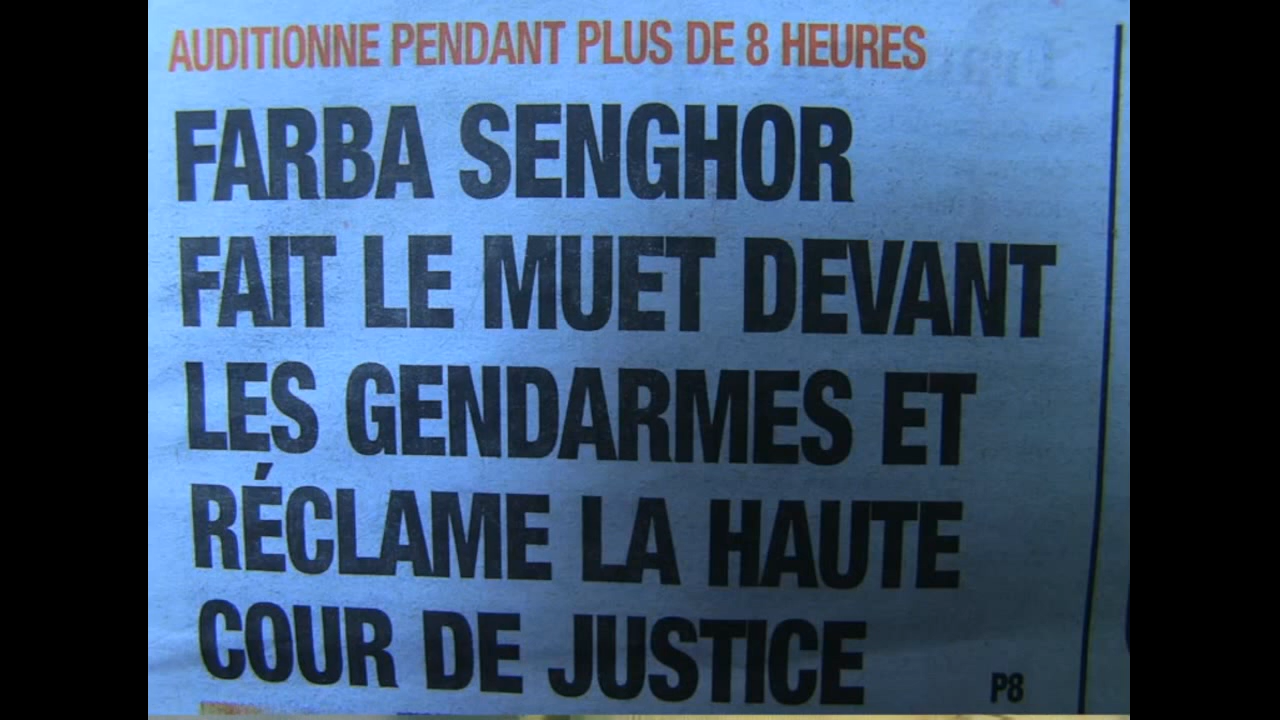 AUDITIONNE PENDANT PLUS DE 8 HEURES
FARBA SENGHOR
FAIT LE MUET DEVANT
LES GENDARMES ET
RÉCLAME LA HAUTE
COUR DE JUSTICE
P8